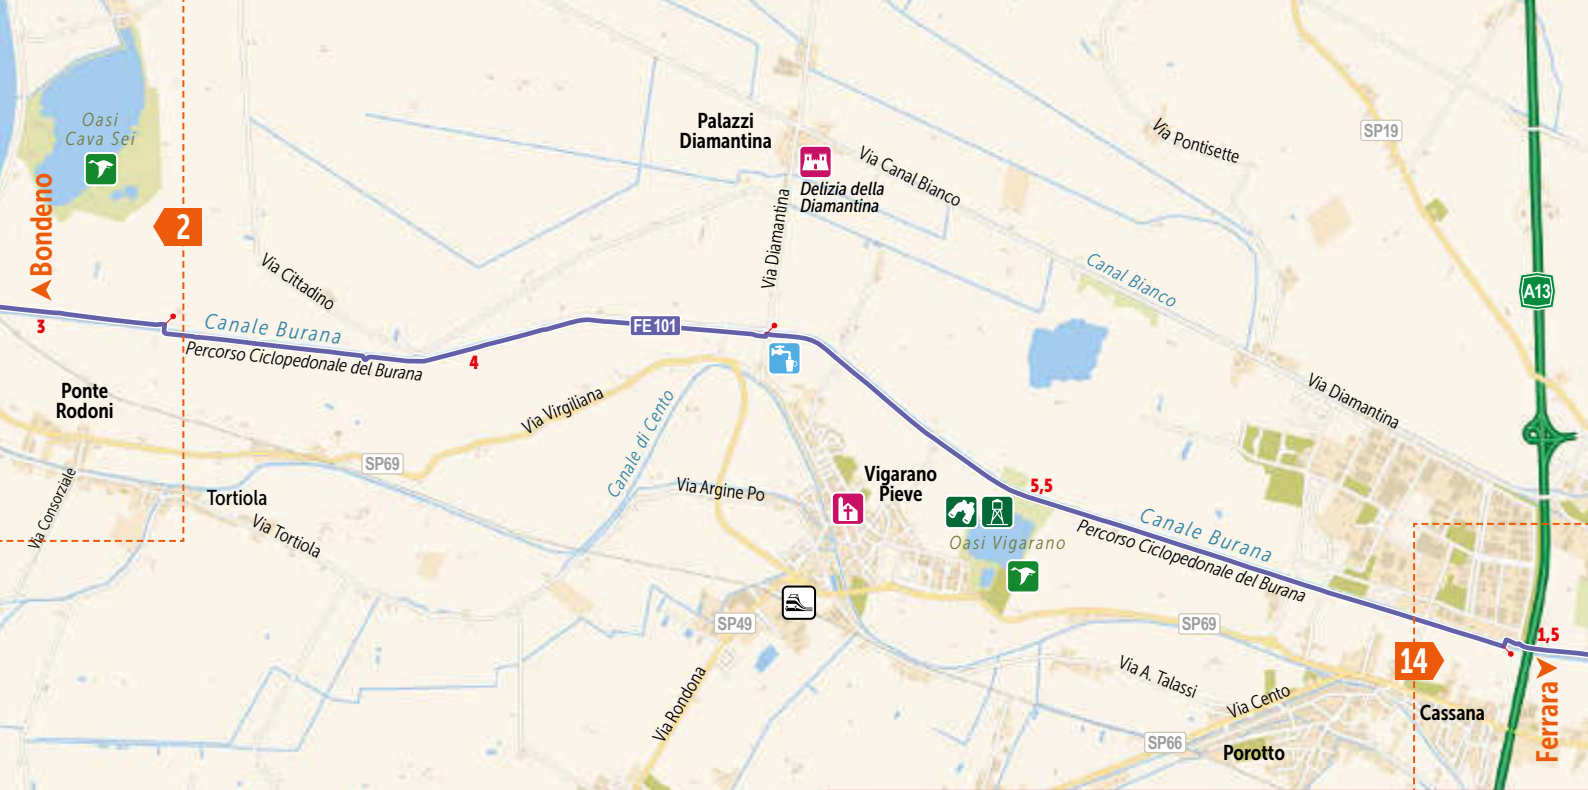 Oasi
Cava Sei
Bondeno
2
3
Canale Burana
Percorso Ciclopedonale del Burana
Via Cittadino
4
FE 101
Palazzi
Diamantina
Delizia della
Diamantina
Via Diamantina
Via Canal Bianco
Via Pontisette
SP19
Canal Bianco
A13
Via Diamantina
Ponte
Rodoni
Via Virgiliana
Canale di Cento
SP69
Via Consorziale
Tortiola
Via Tortiola
Via Argine Po
Vigarano
Pieve
5,5
Oasi Vigarano
Canale Burana
Percorso Ciclopedonale del Burana
SP49
SP69
Via Rondona
Via A. Talassi
Via Cento
SP66
Porotto
14
Cassana
1,5
Ferrara